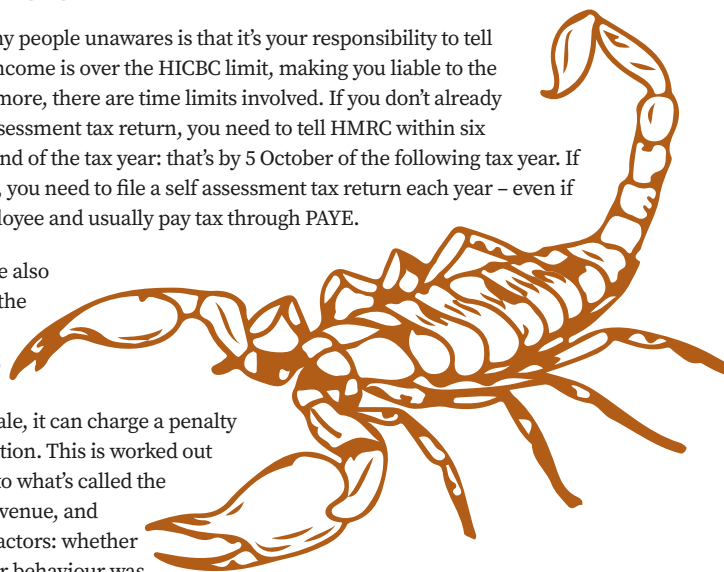 ny people unawares is that it’s your responsibility to tell
ncome is over the HICBC limit, making you liable to the
more, there are time limits involved. If you don’t already
sessment tax return, you need to tell HMRC within six
nd of the tax year: that’s by 5 October of the following tax year. If
, you need to file a self assessment tax return each year – even if
loyee and usually pay tax through PAYE.
e also
the
ale, it can charge a penalty
tion. This is worked out
to what’s called the
venue, and
actors: whether
r behaviour was